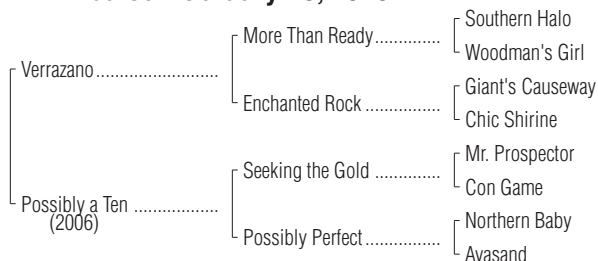 Southern Halo
More Than Ready
Woodman's Girl
Verrazano
Giant's Causeway
Enchanted Rock
Chic Shirine
Mr. Prospector
Seeking the Gold
Con Game
Possibly a Ten
(2006)
Northern Baby
Possibly Perfect
Avasand